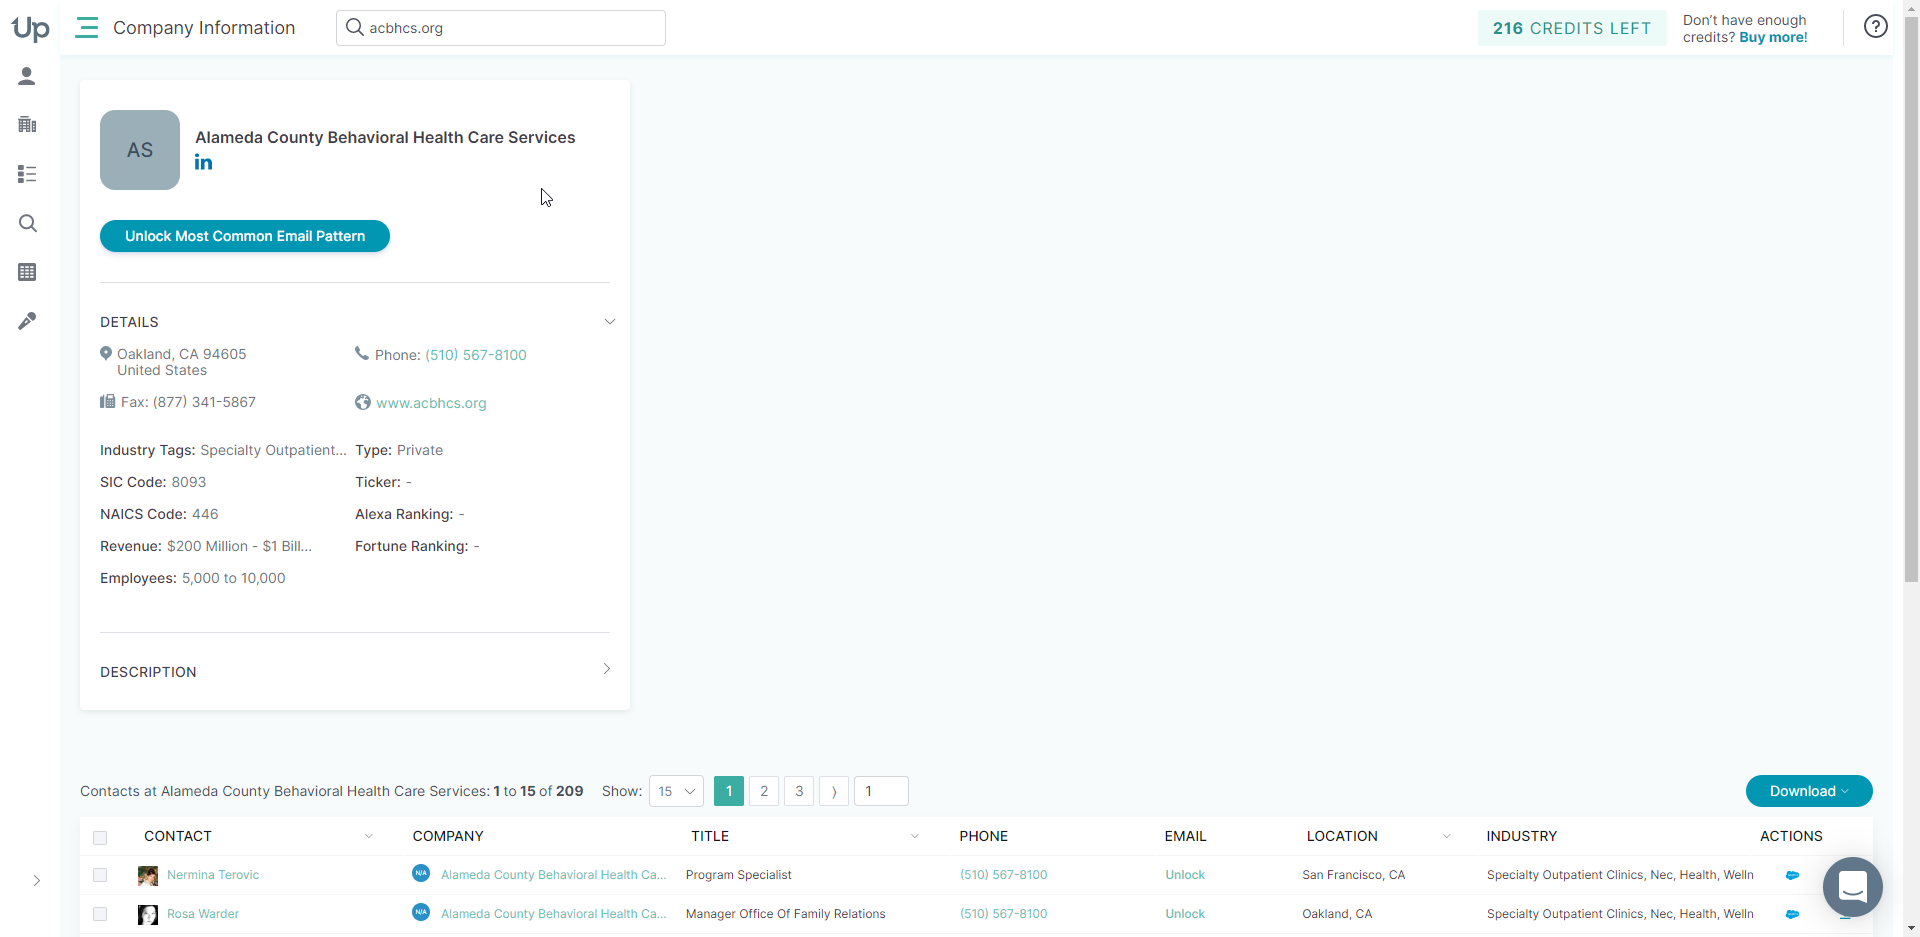 Up
Company Information
acbhcs.org
216 CREDITS LEFT
Don't have enough
credits? Buy more!
?
AS
Alameda County Behavioral Health Care Services
in
Unlock Most Common Email Pattern
DETAILS
Oakland, CA 94605
United States
Phone: (510) 567-8100
Fax: (877) 341-5867
www.acbhcs.org
Industry Tags: Specialty Outpatient...
Type: Private
SIC Code: 8093
Ticker: -
NAICS Code: 446
Alexa Ranking: -
Revenue: $200 Million - $1 Bill...
Fortune Ranking: -
Employees: 5,000 to 10,000
DESCRIPTION
Contacts at Alameda County Behavioral Health Care Services: 1 to 15 of 209 Show: 15 1 2 3 ⟩ 1
Download
CONTACT COMPANY TITLE PHONE EMAIL LOCATION INDUSTRY ACTIONS
Nermina Terovic N/A Alameda County Behavioral Health Ca... Program Specialist (510) 567-8100 Unlock San Francisco, CA Specialty Outpatient Clinics, Nec, Health, Welln
Rosa Warder N/A Alameda County Behavioral Health Ca... Manager Office Of Family Relations (510) 567-8100 Unlock Oakland, CA Specialty Outpatient Clinics, Nec, Health, Welln